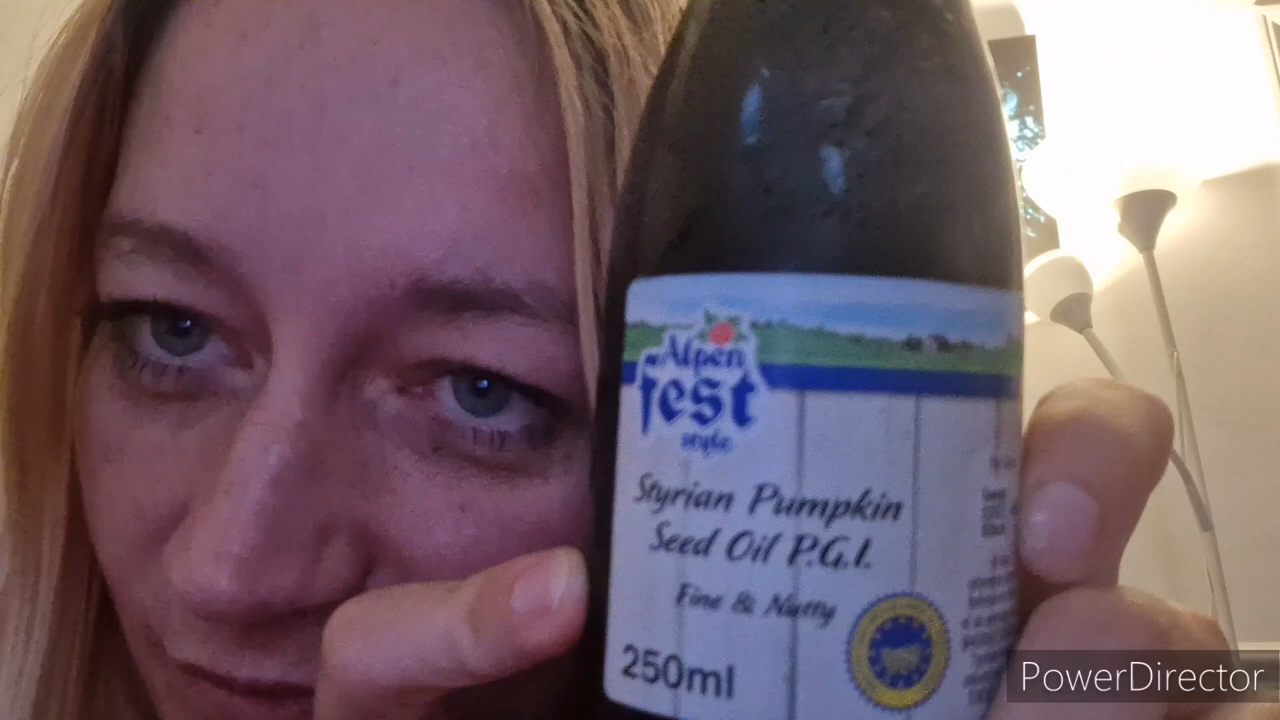 Alpen
fest
style
Styrian Pumpkin
Seed Oil P.G.I.
Fine & Nutty
250ml
PowerDirector